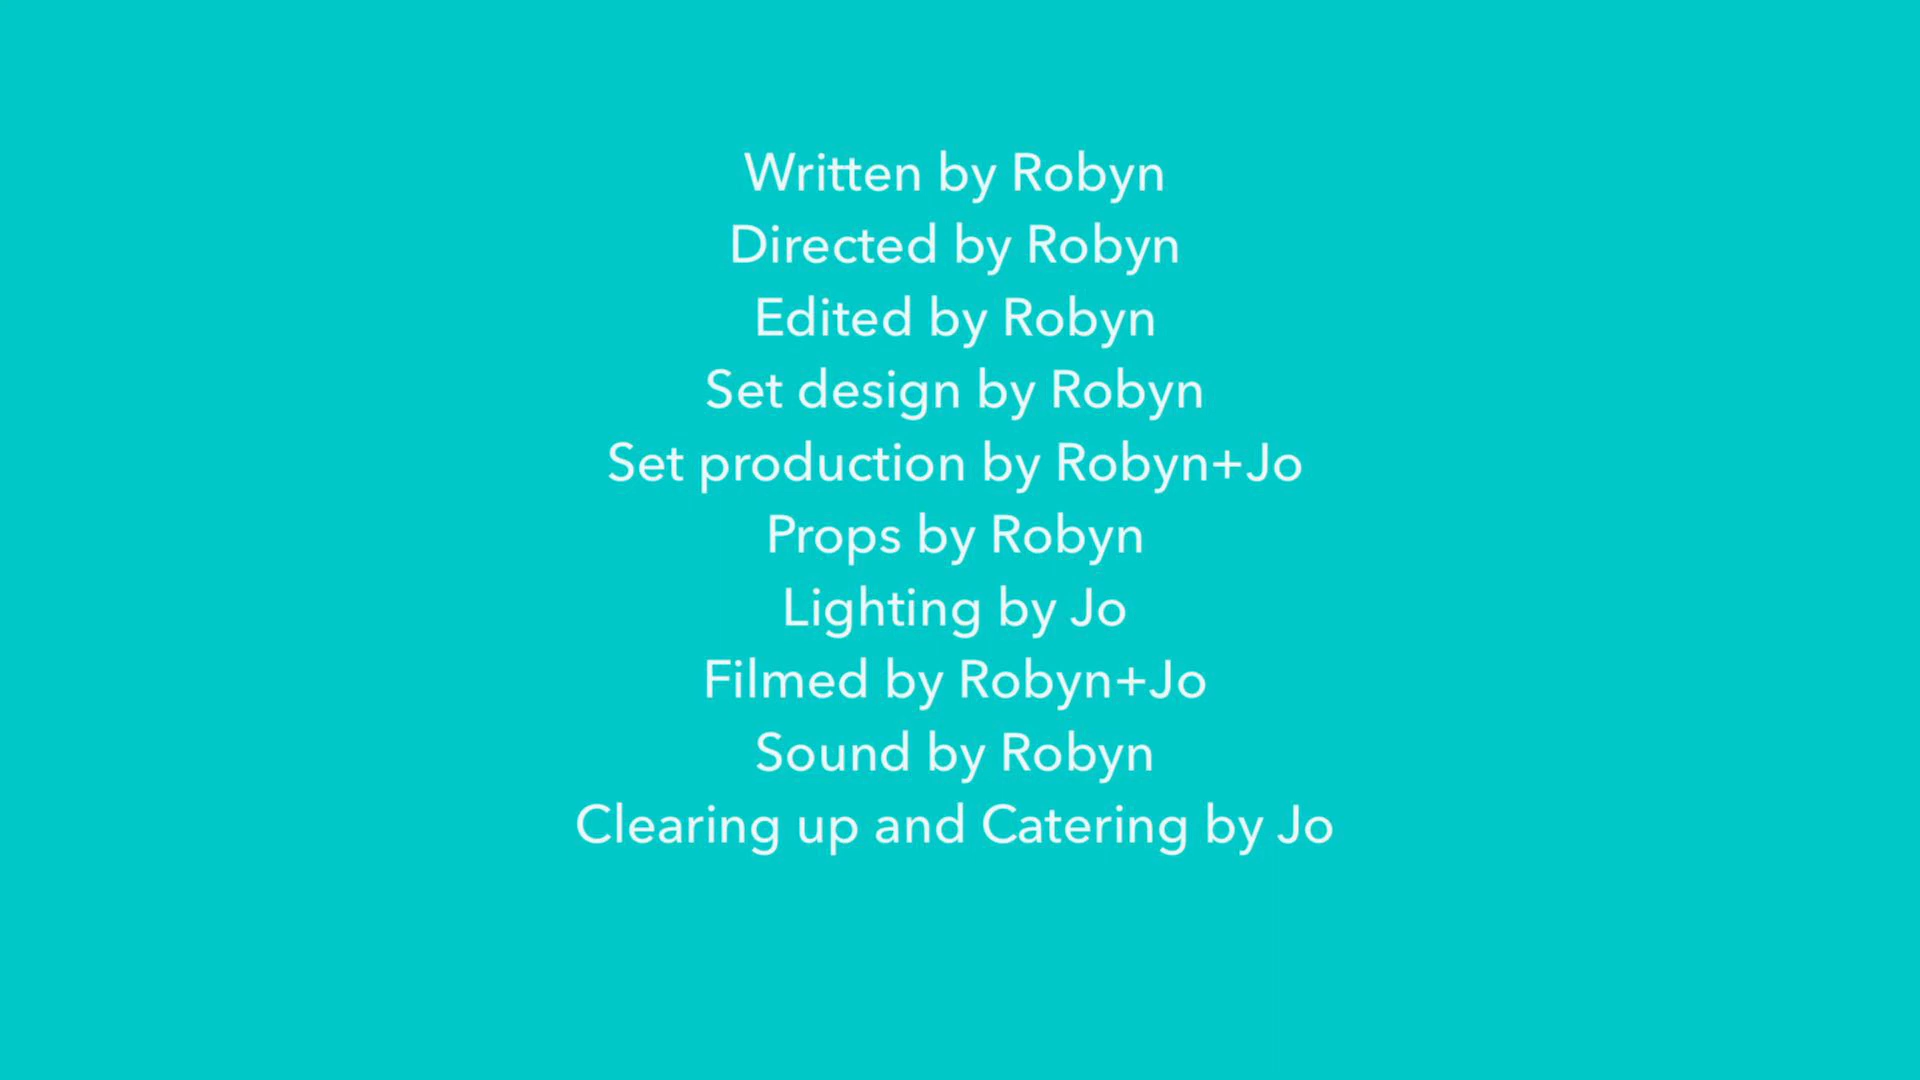 Written by Robyn
Directed by Robyn
Edited by Robyn
Set design by Robyn
Set production by Robyn+Jo
Props by Robyn
Lighting by Jo
Filmed by Robyn+Jo
Sound by Robyn
Clearing up and Catering by Jo